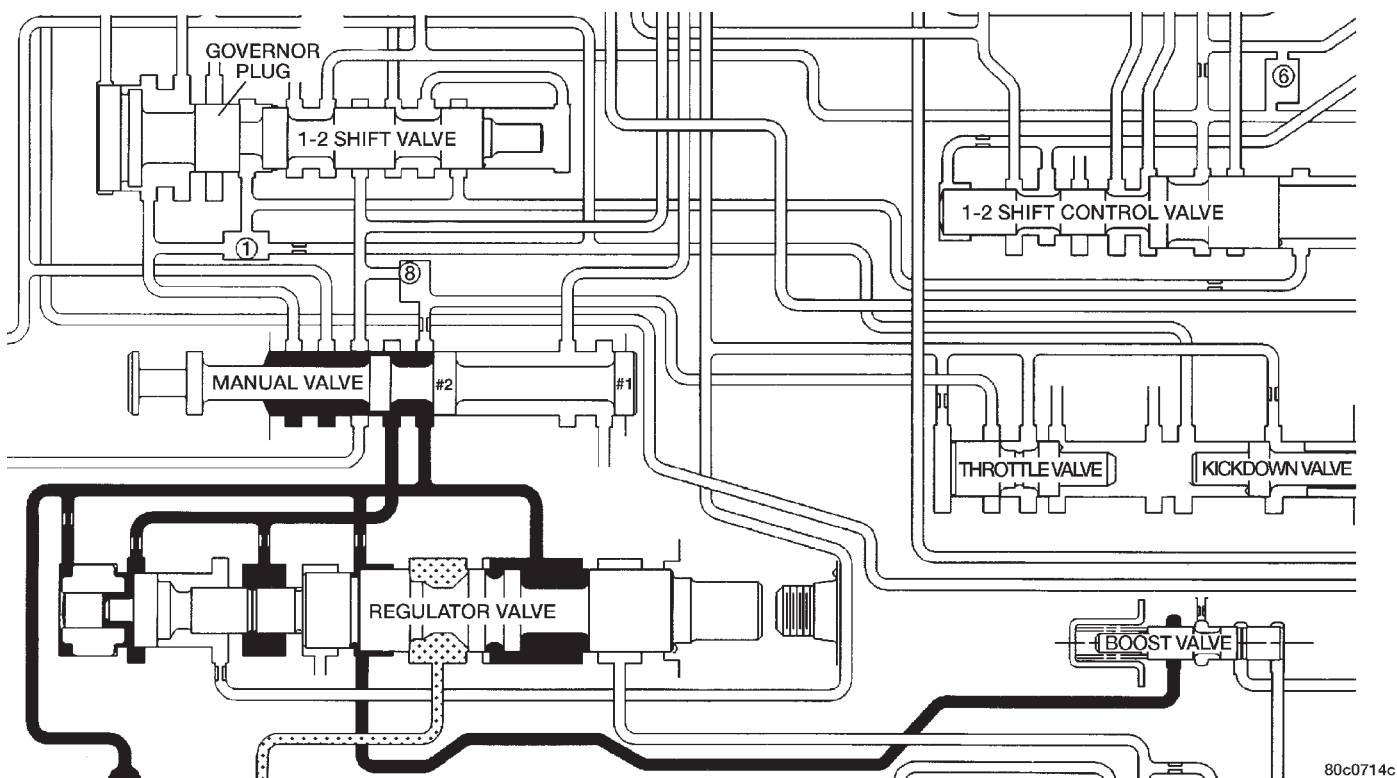 GOVERNOR
PLUG
6
1-2 SHIFT VALVE
1-2 SHIFT CONTROL VALVE
1
8
MANUAL VALVE
#2
#1
THROTTLE VALVE
KICKDOWN VALVE
REGULATOR VALVE
BOOST VALVE
80c0714c